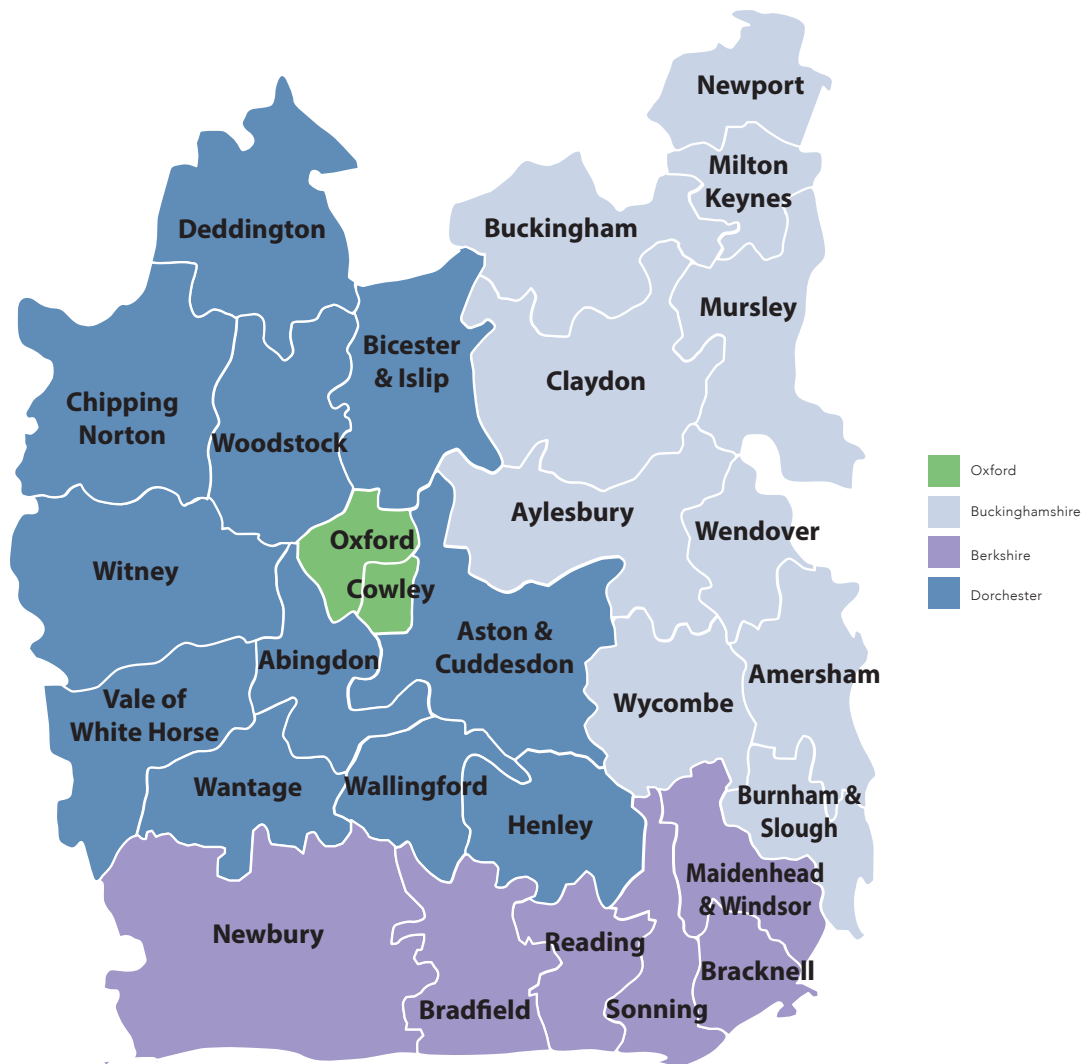 Newport
Milton
Keynes
Deddington
Buckingham
Mursley
Bicester
& Islip
Claydon
Chipping
Norton
Woodstock
Oxford
Buckinghamshire
Berkshire
Dorchester
Aylesbury
Wendover
Oxford
Witney
Cowley
Aston &
Cuddesdon
Abingdon
Amersham
Vale of
White Horse
Wycombe
Wantage
Wallingford
Burnham &
Slough
Henley
Maidenhead
& Windsor
Newbury
Reading
Bracknell
Bradfield
Sonning